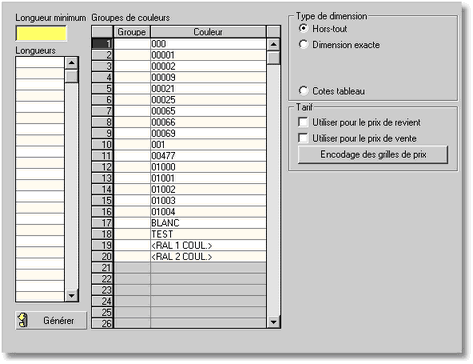 Longueur minimum
Longueurs
Générer
Groupes de couleurs
Groupe Couleur
1 000
2 00001
3 00002
4 00009
5 00021
6 00025
7 00065
8 00066
9 00069
10 001
11 00477
12 01000
13 01001
14 01002
15 01003
16 01004
17 BLANC
18 TEST
19 <RAL 1 COUL.>
20 <RAL 2 COUL.>
21
22
23
24
25
26
Type de dimension
Hors-tout
Dimension exacte
Cotes tableau
Tarif
Utiliser pour le prix de revient
Utiliser pour le prix de vente
Encodage des grilles de prix